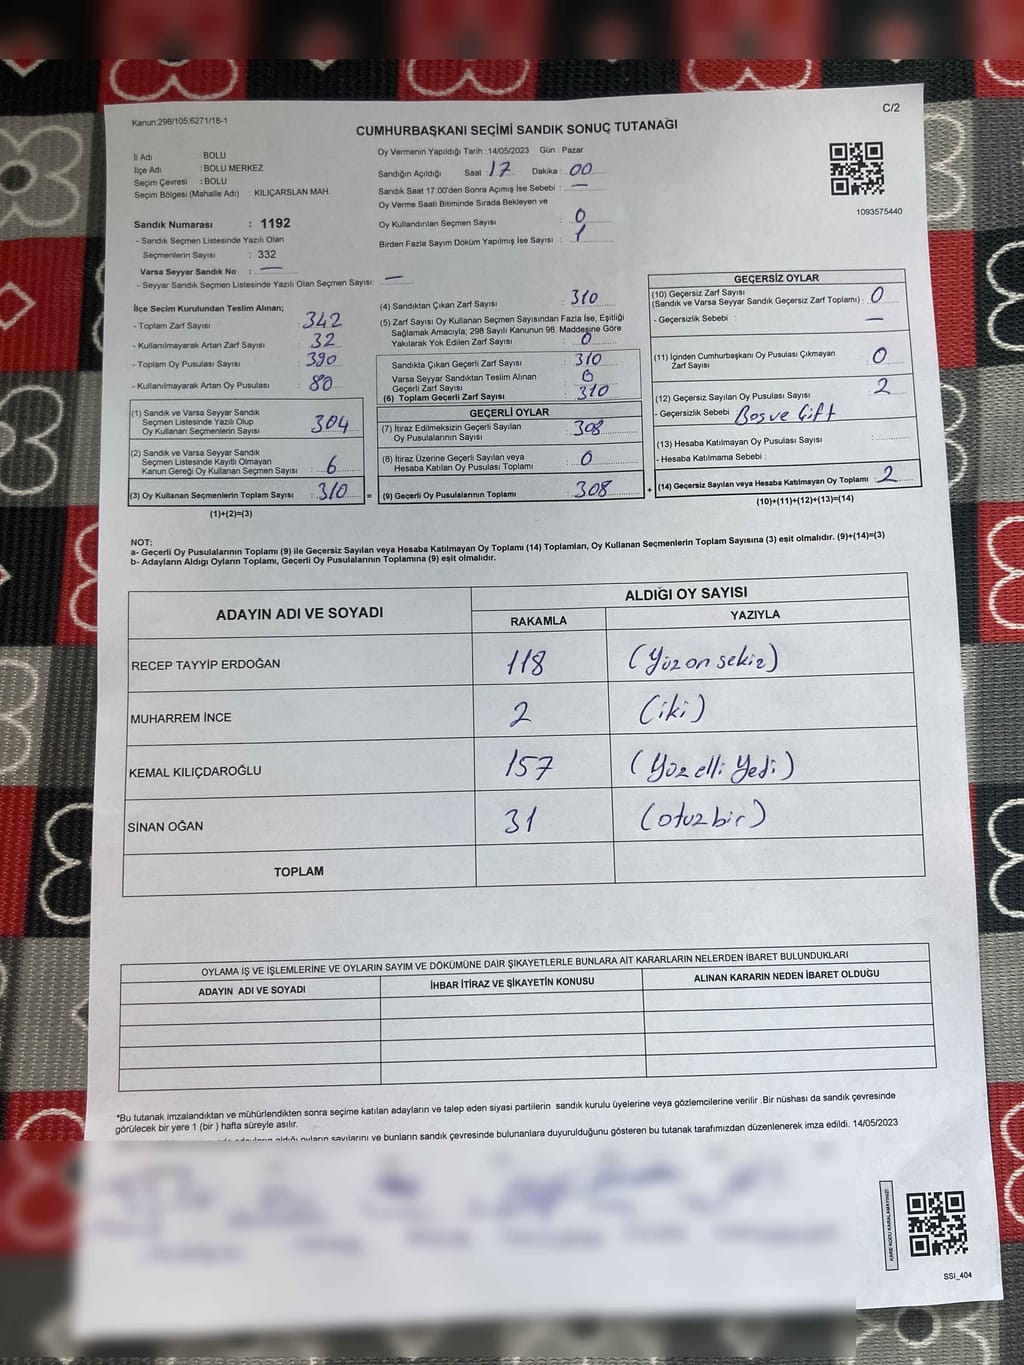 Kanun;298/105,6271/18-1
C/2
CUMHURBAŞKANI SEÇİMİ SANDIK SONUÇ TUTANAĞI
İl Adı : BOLU
İlçe Adı : BOLU MERKEZ
Seçim Çevresi : BOLU
Seçim Bölgesi (Mahalle Adı) : KILIÇARSLAN MAH.
Sandık Numarası : 1192
- Sandık Seçmen Listesinde Yazılı Olan
Seçmenlerin Sayısı : 332
Varsa Seyyar Sandık No : —
- Seyyar Sandık Seçmen Listesinde Yazılı Olan Seçmen Sayısı: —
Oy Vermenin Yapıldığı Tarih :14/05/2023 Gün : Pazar
Sandığın Açıldığı Saat : 17 Dakika : 00
Sandık Saat 17:00'den Sonra Açımış İse Sebebi : —
Oy Verme Saati Bitiminde Sırada Bekleyen ve
Oy Kullandırılan Seçmen Sayısı : 0
Birden Fazla Sayım Döküm Yapılmış İse Sayısı : 1
1093575440
İlçe Seçim Kurulundan Teslim Alınan;
- Toplam Zarf Sayısı : 342
- Kullanılmayarak Artan Zarf Sayısı : 32
- Toplam Oy Pusulası Sayısı : 390
- Kullanılmayarak Artan Oy Pusulası : 80
(1) Sandık ve Varsa Seyyar Sandık
Seçmen Listesinde Yazılı Olup
Oy Kullanan Seçmenlerin Sayısı : 304
(2) Sandık ve Varsa Seyyar Sandık
Seçmen Listesinde Kayıtlı Olmayan
Kanun Gereği Oy Kullanan Seçmen Sayısı : 6
(3) Oy Kullanan Seçmenlerin Toplam Sayısı : 310 =
(1)+(2)=(3)
(4) Sandıktan Çıkan Zarf Sayısı : 310
(5) Zarf Sayısı Oy Kullanan Seçmen Sayısından Fazla İse, Eşitliği
Sağlamak Amacıyla; 298 Sayılı Kanunun 98. Maddesine Göre
Yakılarak Yok Edilen Zarf Sayısı : 0
Sandıkta Çıkan Geçerli Zarf Sayısı : 310
Varsa Seyyar Sandıktan Teslim Alınan
Geçerli Zarf Sayısı : 0
(6) Toplam Geçerli Zarf Sayısı : 310
GEÇERLİ OYLAR
(7) İtiraz Edilmeksizin Geçerli Sayılan
Oy Pusulalarının Sayısı : 308
(8) İtiraz Üzerine Geçerli Sayılan veya
Hesaba Katılan Oy Pusulası Toplamı : 0
(9) Geçerli Oy Pusulalarının Toplamı : 308 +
GEÇERSİZ OYLAR
(10) Geçersiz Zarf Sayısı
(Sandık ve Varsa Seyyar Sandık Geçersiz Zarf Toplamı) : 0
- Geçersizlik Sebebi : —
(11) İçinden Cumhurbaşkanı Oy Pusulası Çıkmayan
Zarf Sayısı : 0
(12) Geçersiz Sayılan Oy Pusulası Sayısı : 2
- Geçersizlik Sebebi : Boş ve Çift
(13) Hesaba Katılmayan Oy Pusulası Sayısı :
- Hesaba Katılmama Sebebi :
(14) Geçersiz Sayılan veya Hesaba Katılmayan Oy Toplamı : 2
(10)+(11)+(12)+(13)=(14)
NOT:
a- Geçerli Oy Pusulalarının Toplamı (9) ile Geçersiz Sayılan veya Hesaba Katılmayan Oy Toplamı (14) Toplamları, Oy Kullanan Seçmenlerin Toplam Sayısına (3) eşit olmalıdır. (9)+(14)=(3)
b- Adayların Aldığı Oyların Toplamı, Geçerli Oy Pusulalarının Toplamına (9) eşit olmalıdır.
ADAYIN ADI VE SOYADI ALDIĞI OY SAYISI
RAKAMLA YAZIYLA
RECEP TAYYİP ERDOĞAN 118 (Yüz on sekiz)
MUHARREM İNCE 2 (iki)
KEMAL KILIÇDAROĞLU 157 (Yüz elli Yedi)
SİNAN OĞAN 31 (otuz bir)
TOPLAM
OYLAMA İŞ VE İŞLEMLERİNE VE OYLARIN SAYIM VE DÖKÜMÜNE DAİR ŞİKAYETLERLE BUNLARA AİT KARARLARIN NELERDEN İBARET BULUNDUKLARI
ADAYIN ADI VE SOYADI İHBAR İTİRAZ VE ŞİKAYETİN KONUSU ALINAN KARARIN NEDEN İBARET OLDUĞU
*Bu tutanak imzalandıktan ve mühürlendikten sonra seçime katılan adayların ve talep eden siyasi partilerin sandık kurulu üyelerine veya gözlemcilerine verilir .Bir nüshası da sandık çevresinde
görülecek bir yere 1 (bir ) hafta süreyle asılır.
oyların sayılarını ve bunların sandık çevresinde bulunanlara duyurulduğunu gösteren bu tutanak tarafımızdan düzenlenerek imza edildi. 14/05/2023
KARE KODU KARALAMAYINIZ!
SSI_404